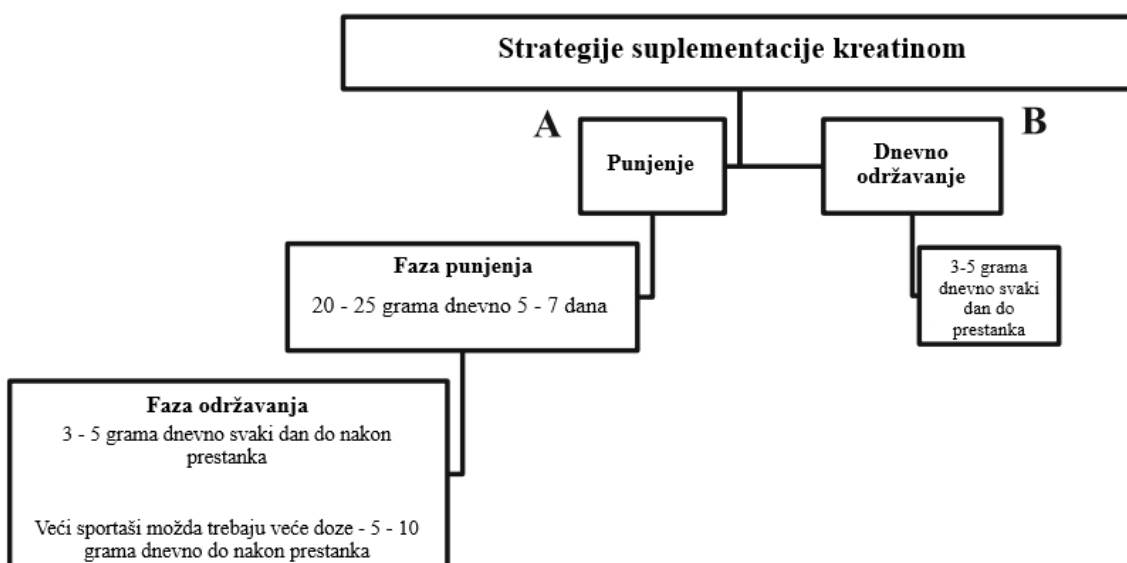 Strategije suplementacije kreatinom
A
Punjenje
B
Dnevno
održavanje
Faza punjenja
20 - 25 grama dnevno 5 - 7 dana
3-5 grama
dnevno svaki
dan do
prestanka
Faza održavanja
3 - 5 grama dnevno svaki dan do nakon
prestanka
Veći sportaši možda trebaju veće doze - 5 - 10
grama dnevno do nakon prestanka